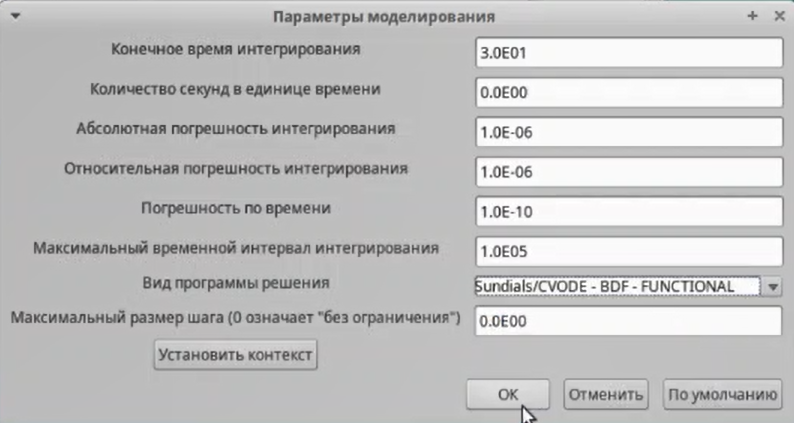 Параметры моделирования
Конечное время интегрирования 3.0E01
Количество секунд в единице времени 0.0E00
Абсолютная погрешность интегрирования 1.0E-06
Относительная погрешность интегрирования 1.0E-06
Погрешность по времени 1.0E-10
Максимальный временной интервал интегрирования 1.0E05
Вид программы решения Sundials/CVODE - BDF - FUNCTIONAL
Максимальный размер шага (0 означает "без ограничения") 0.0E00
Установить контекст
OK Отменить По умолчанию